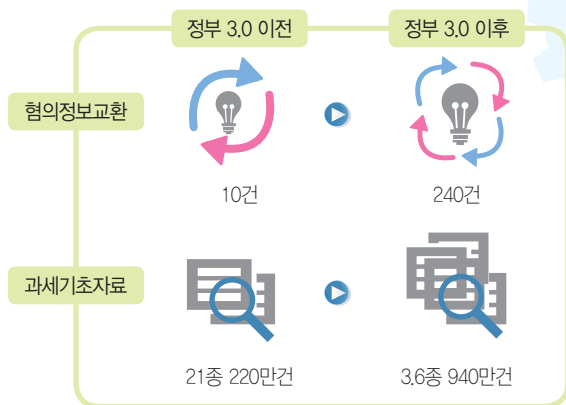 정부 3.0 이전
정부 3.0 이후
혐의정보교환
10건
240건
과세기초자료
21종 220만건
3.6종 940만건